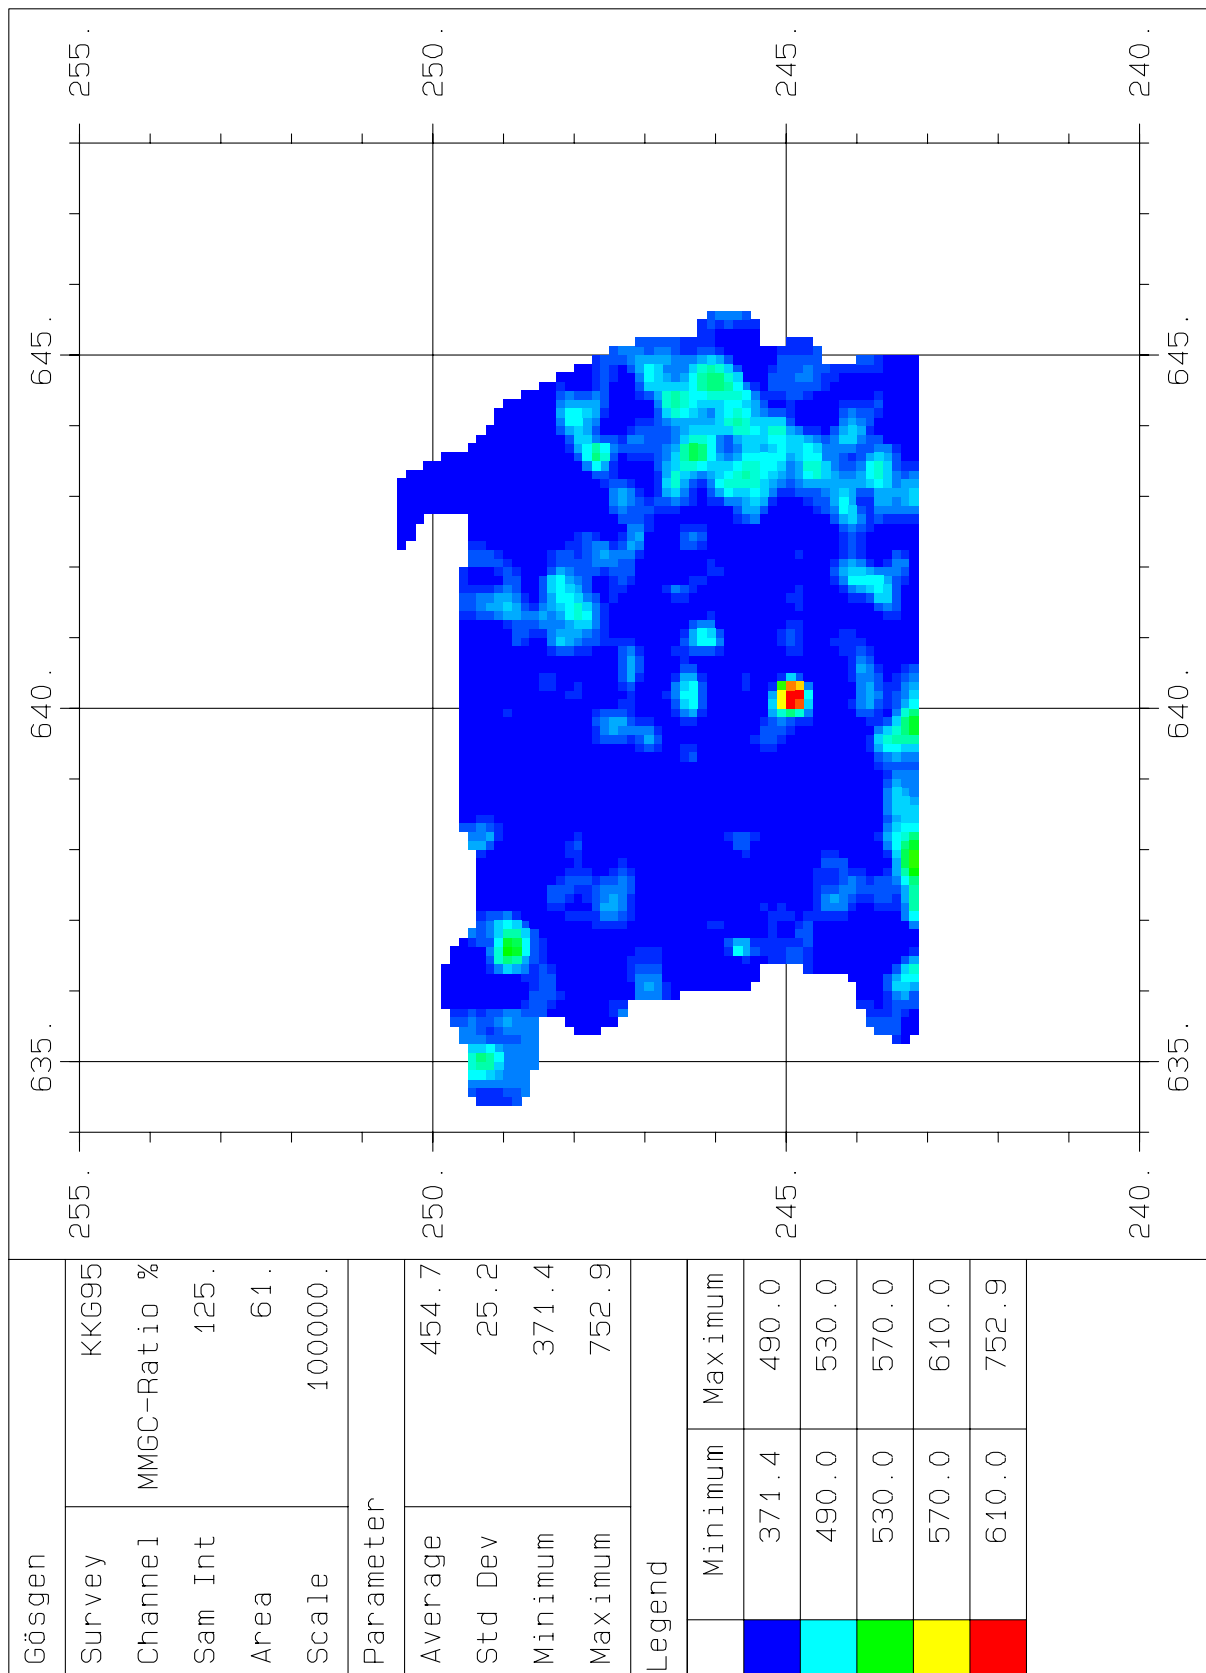 Gösgen
Survey KKG95
Channel MMGC-Ratio %
Sam Int 125.
Area 61.
Scale 100000.
Parameter
Average 454.7
Std Dev 25.2
Minimum 371.4
Maximum 752.9
Legend
Minimum Maximum
371.4 490.0
490.0 530.0
530.0 570.0
570.0 610.0
610.0 752.9
635. 640. 645.
255. 255.
250. 250.
245. 245.
240. 240.
635. 640. 645.